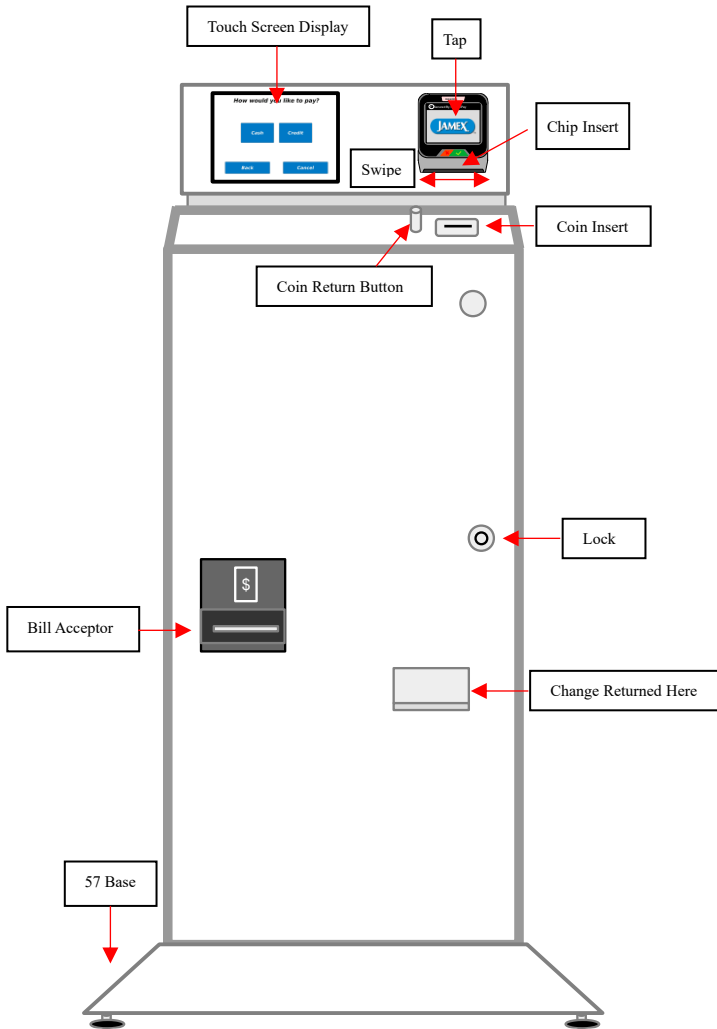 Touch Screen Display
Tap
How would you like to pay?
Cash
Credit
JAMEX
Chip Insert
Back
Cancel
Swipe
Coin Insert
Coin Return Button
Lock
$
Bill Acceptor
Change Returned Here
57 Base